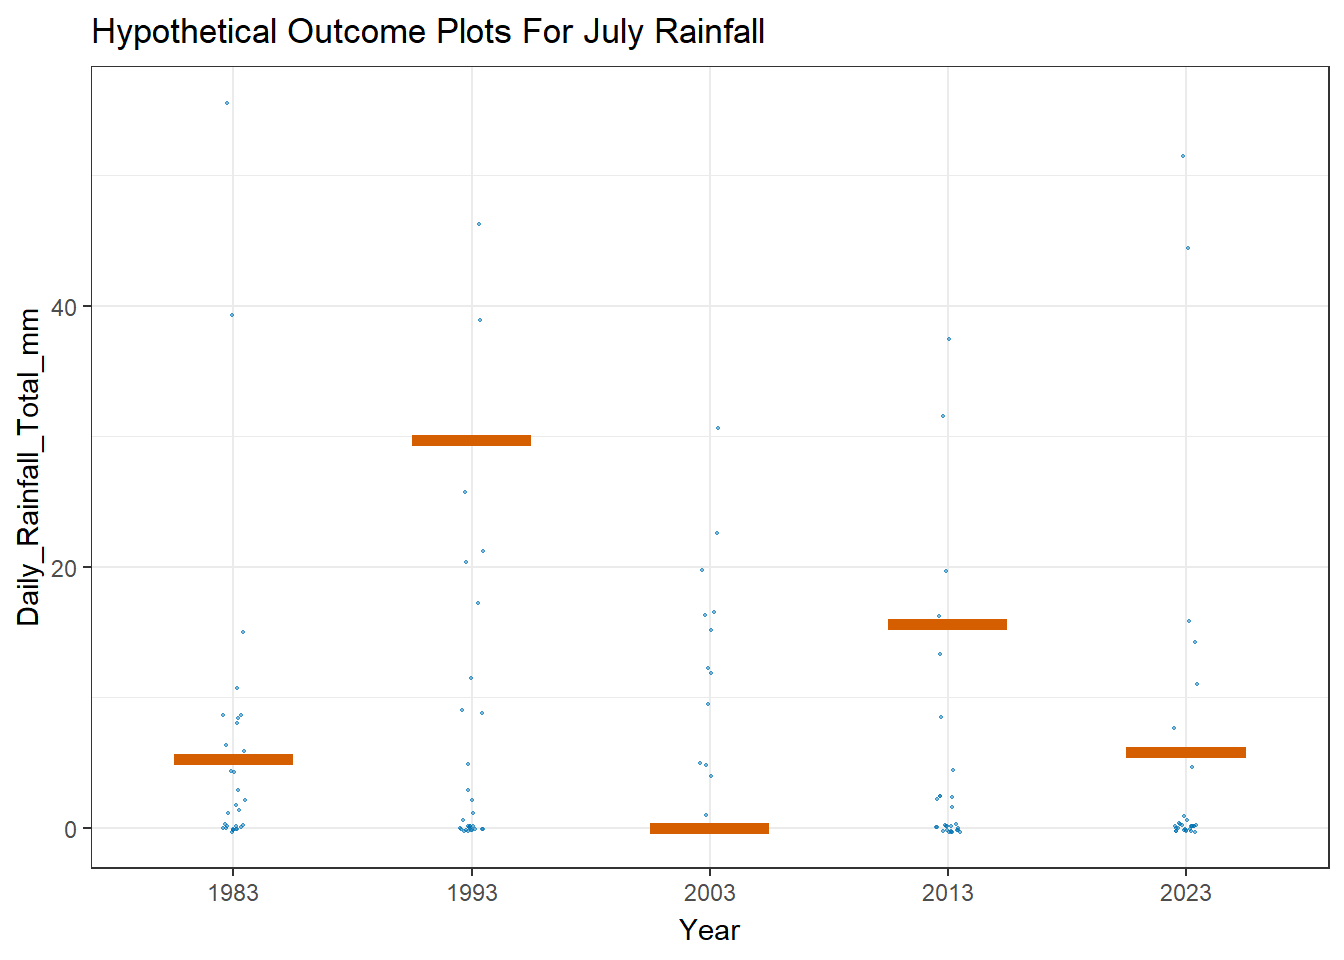 Hypothetical Outcome Plots For July Rainfall
Daily_Rainfall_Total_mm
40
20
0
1983 1993 2003 2013 2023
Year